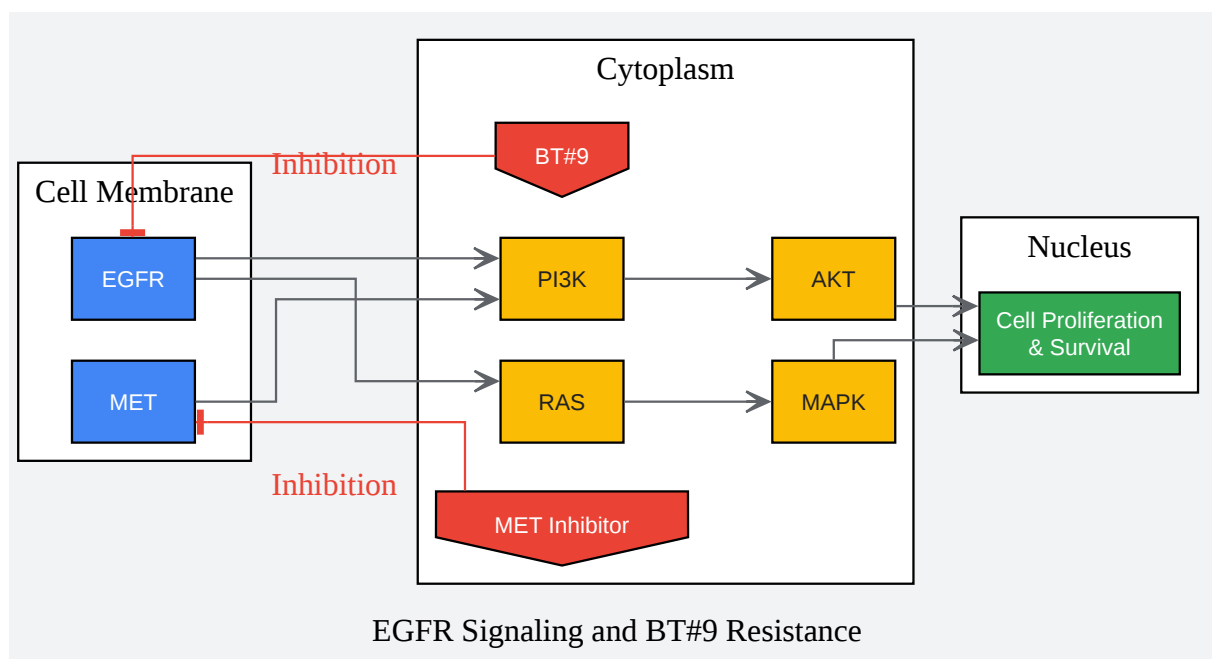 Cytoplasm
BT#9
Inhibition
Cell Membrane
EGFR
PI3K
AKT
Nucleus
Cell Proliferation
& Survival
MET
RAS
MAPK
Inhibition
MET Inhibitor
EGFR Signaling and BT#9 Resistance